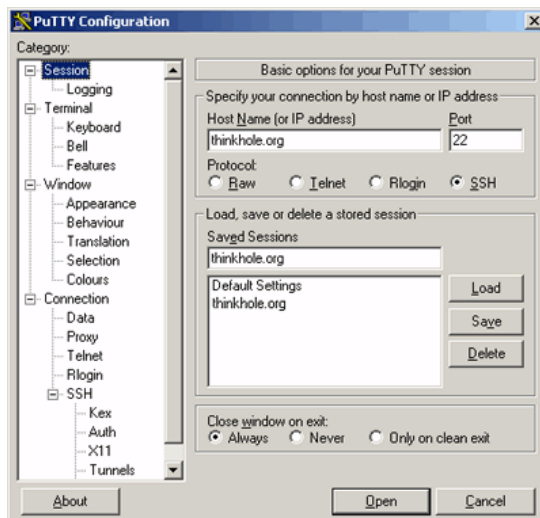 PuTTY Configuration
Category:
Session
Logging
Terminal
Keyboard
Bell
Features
Window
Appearance
Behaviour
Translation
Selection
Colours
Connection
Data
Proxy
Telnet
Rlogin
SSH
Kex
Auth
X11
Tunnels
Basic options for your PuTTY session
Specify your connection by host name or IP address
Host Name (or IP address) Port
thinkhole.org 22
Protocol:
Raw Telnet Rlogin SSH
Load, save or delete a stored session
Saved Sessions
thinkhole.org
Default Settings
thinkhole.org
Load
Save
Delete
Close window on exit:
Always Never Only on clean exit
About Open Cancel